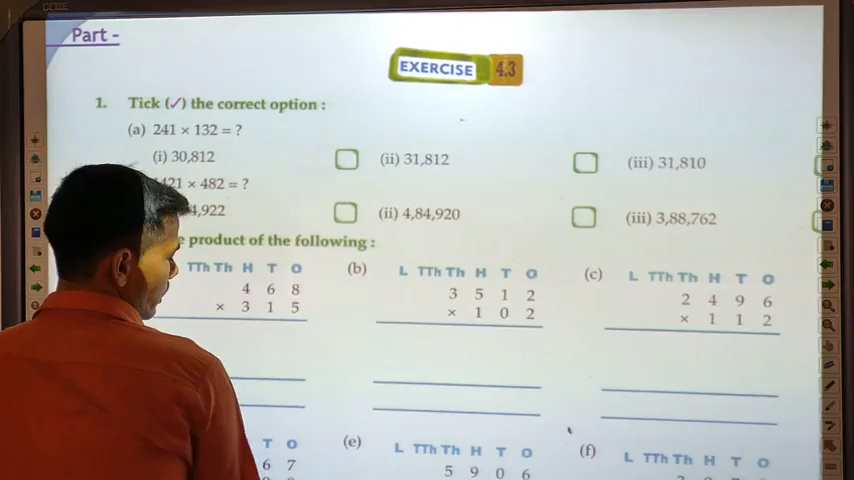 Part -
EXERCISE 4.3
1. Tick (✓) the correct option :
(a) 241 × 132 = ?
(i) 30,812 (ii) 31,812 (iii) 31,810
421 × 482 = ?
4,922 (ii) 4,84,920 (iii) 3,88,762
product of the following :
TTh Th H T O (b) L TTh Th H T O (c) L TTh Th H T O
4 6 8 3 5 1 2 2 4 9 6
× 3 1 5 × 1 0 2 × 1 1 2
T O (e) L TTh Th H T O (f) L TTh Th H T O
6 7 5 9 0 6